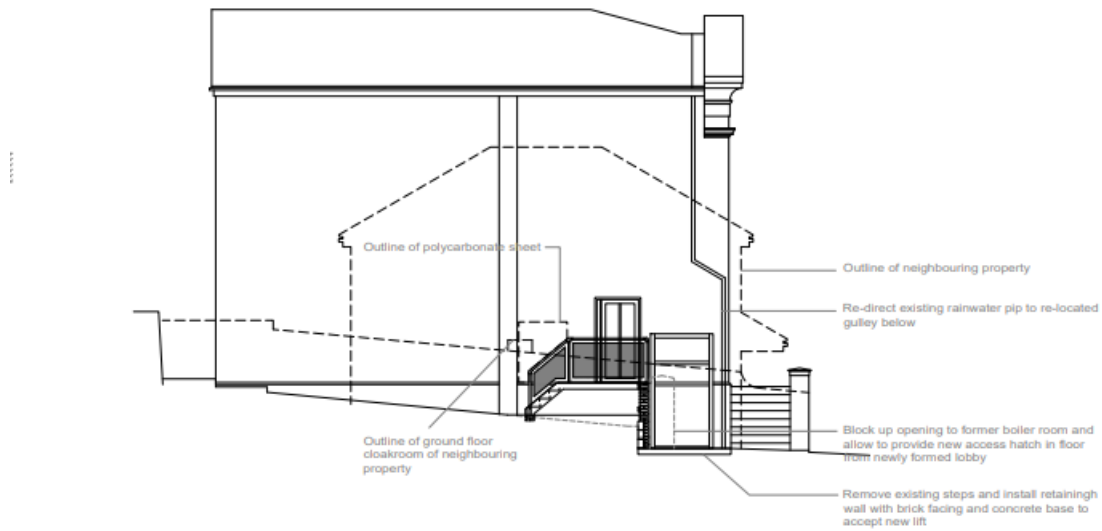 Outline of polycarbonate sheet
Outline of neighbouring property
Re-direct existing rainwater pip to re-located
gulley below
Outline of ground floor
cloakroom of neighbouring
property
Block up opening to former boiler room and
allow to provide new access hatch in floor
from newly formed lobby
Remove existing steps and install retainingh
wall with brick facing and concrete base to
accept new lift